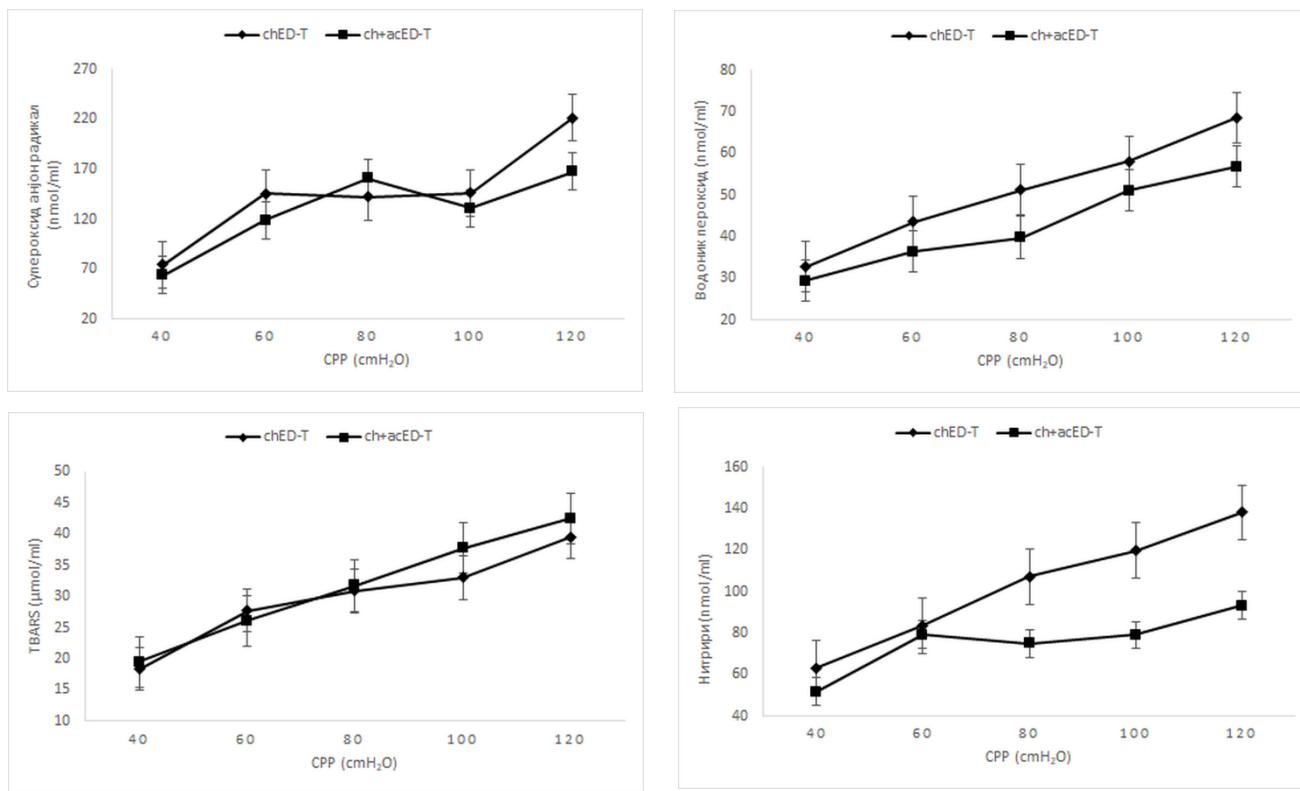 chED-T ch+acED-T
Супероксид анјон радикал
(nmol/ml)
270
220
170
120
70
20
40 60 80 100 120
CPP (cmH₂O)
chED-T ch+acED-T
Водоник пероксид (nmol/ml)
80
70
60
50
40
30
20
40 60 80 100 120
CPP (cmH₂O)
chED-T ch+acED-T
TBARS (µmol/ml)
50
45
40
35
30
25
20
15
10
40 60 80 100 120
CPP (cmH₂O)
chED-T ch+acED-T
Нитрири (nmol/ml)
160
140
120
100
80
60
40
40 60 80 100 120
CPP (cmH₂O)